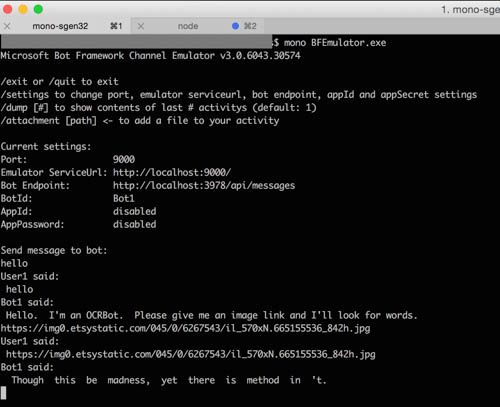 1. mono-sge
mono-sgen32 ⌘1
node ⌘2
$ mono BFEmulator.exe
Microsoft Bot Framework Channel Emulator v3.0.6043.30574
/exit or /quit to exit
/settings to change port, emulator serviceurl, bot endpoint, appId and appSecret settings
/dump [#] to show contents of last # activitys (default: 1)
/attachment [path] <- to add a file to your activity
Current settings:
Port: 9000
Emulator ServiceUrl: http://localhost:9000/
Bot Endpoint: http://localhost:3978/api/messages
BotId: Bot1
AppId: disabled
AppPassword: disabled
Send message to bot:
hello
User1 said:
hello
Bot1 said:
Hello. I'm an OCRBot. Please give me an image link and I'll look for words.
https://img0.etsystatic.com/045/0/6267543/il_570xN.665155536_842h.jpg
User1 said:
https://img0.etsystatic.com/045/0/6267543/il_570xN.665155536_842h.jpg
Bot1 said:
Though this be madness, yet there is method in 't.